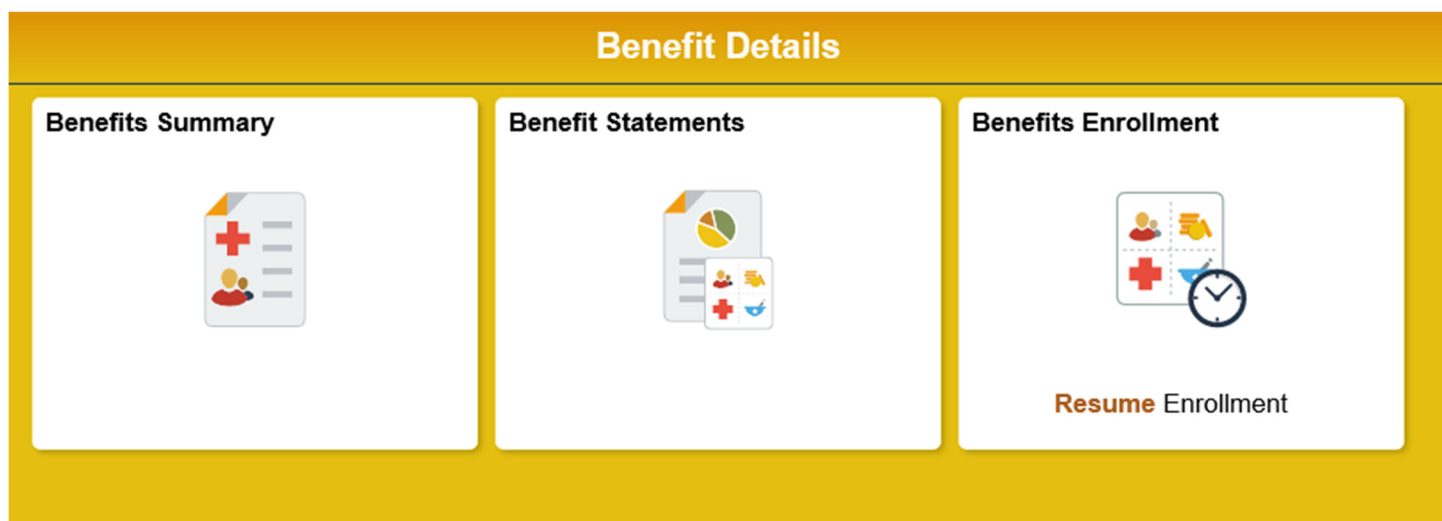 Benefit Details
Benefits Summary
Benefit Statements
Benefits Enrollment
Resume Enrollment